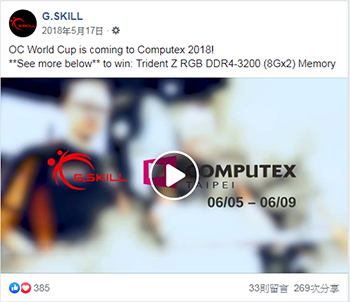 G.SKILL
2018年5月17日 ·
OC World Cup is coming to Computex 2018!
**See more below** to win: Trident Z RGB DDR4-3200 (8Gx2) Memory
G.SKILL
COMPUTEX
TAIPEI
06/05 – 06/09
385
33則留言 269次分享